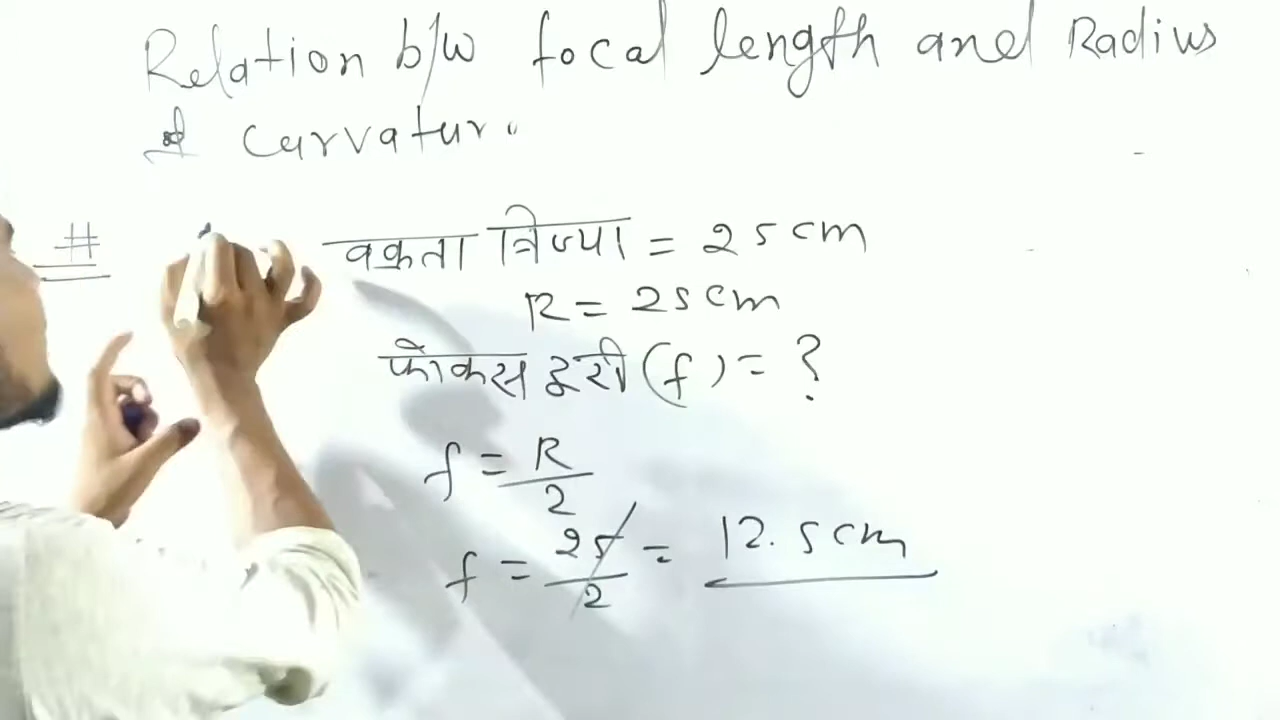 Relation b/w focal length and Radius
of Curvatur.
# वक्रता त्रिज्या = 25 cm
R = 25 cm
फोकस दूरी (f) = ?
f = R/2
f = 25/2 = 12.5 cm